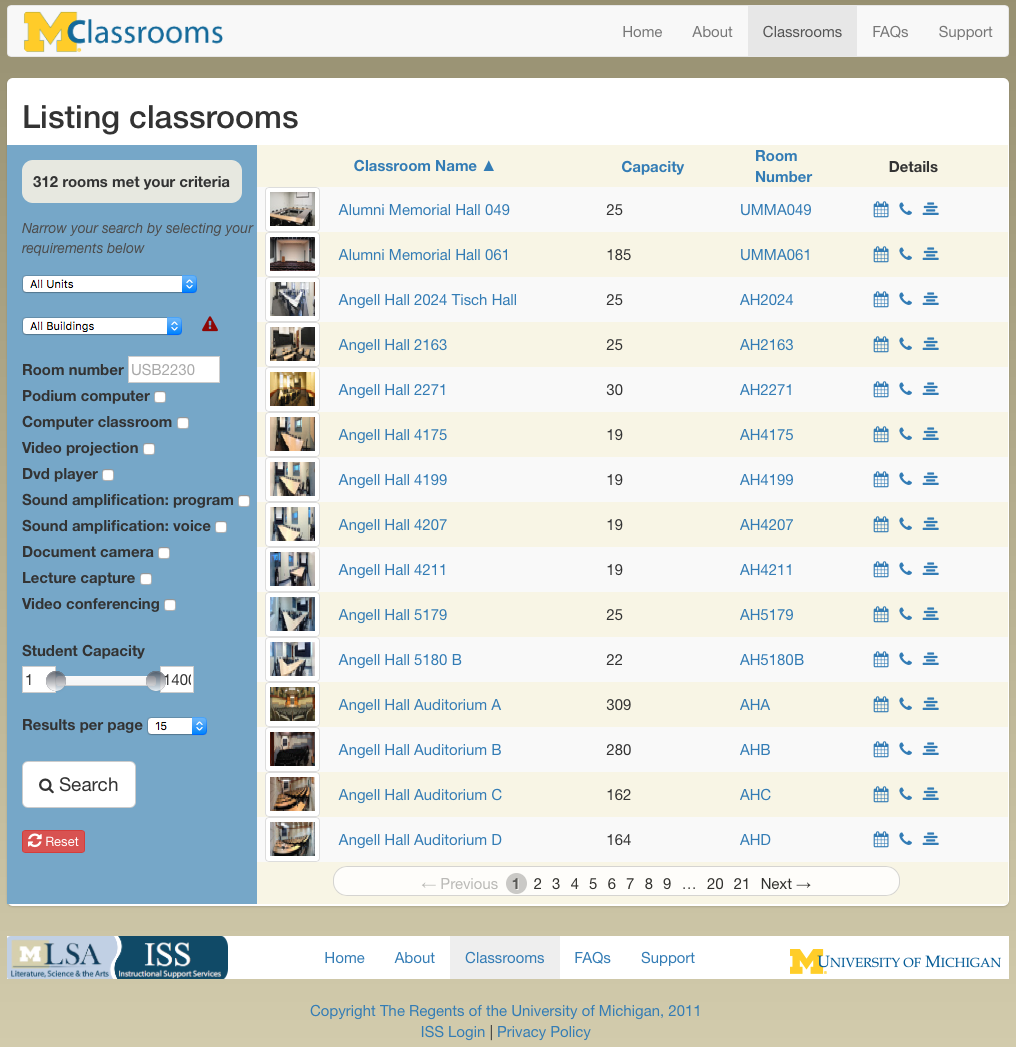 MClassrooms
Home About Classrooms FAQs Support
Listing classrooms
312 rooms met your criteria
Narrow your search by selecting your
requirements below
All Units
All Buildings
Room number USB2230
Podium computer
Computer classroom
Video projection
Dvd player
Sound amplification: program
Sound amplification: voice
Document camera
Lecture capture
Video conferencing
Student Capacity
1 1400
Results per page 15
Search
Reset
Classroom Name ▲ Capacity Room Number Details
Alumni Memorial Hall 049 25 UMMA049
Alumni Memorial Hall 061 185 UMMA061
Angell Hall 2024 Tisch Hall 25 AH2024
Angell Hall 2163 25 AH2163
Angell Hall 2271 30 AH2271
Angell Hall 4175 19 AH4175
Angell Hall 4199 19 AH4199
Angell Hall 4207 19 AH4207
Angell Hall 4211 19 AH4211
Angell Hall 5179 25 AH5179
Angell Hall 5180 B 22 AH5180B
Angell Hall Auditorium A 309 AHA
Angell Hall Auditorium B 280 AHB
Angell Hall Auditorium C 162 AHC
Angell Hall Auditorium D 164 AHD
← Previous 1 2 3 4 5 6 7 8 9 … 20 21 Next →
M LSA ISS
Literature, Science & the Arts Instructional Support Services
Home About Classrooms FAQs Support
M UNIVERSITY OF MICHIGAN
Copyright The Regents of the University of Michigan, 2011
ISS Login | Privacy Policy